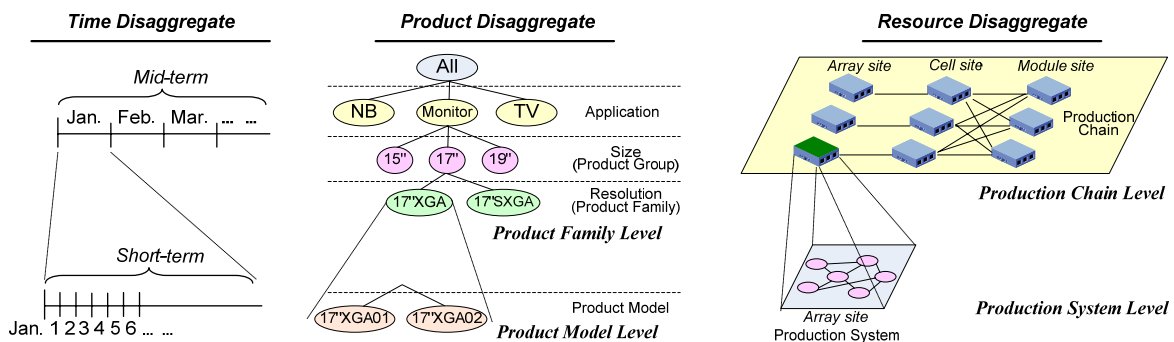 Time Disaggregate
Mid-term
Jan. Feb. Mar. ... ...
Short-term
Jan. 1 2 3 4 5 6 ... ...
Product Disaggregate
All
NB Monitor TV
Application
15" 17" 19"
Size
(Product Group)
17"XGA 17"SXGA
Resolution
(Product Family)
Product Family Level
Product Model
17"XGA01 17"XGA02
Product Model Level
Resource Disaggregate
Array site Cell site Module site
Production
Chain
Production Chain Level
Production System Level
Array site
Production System